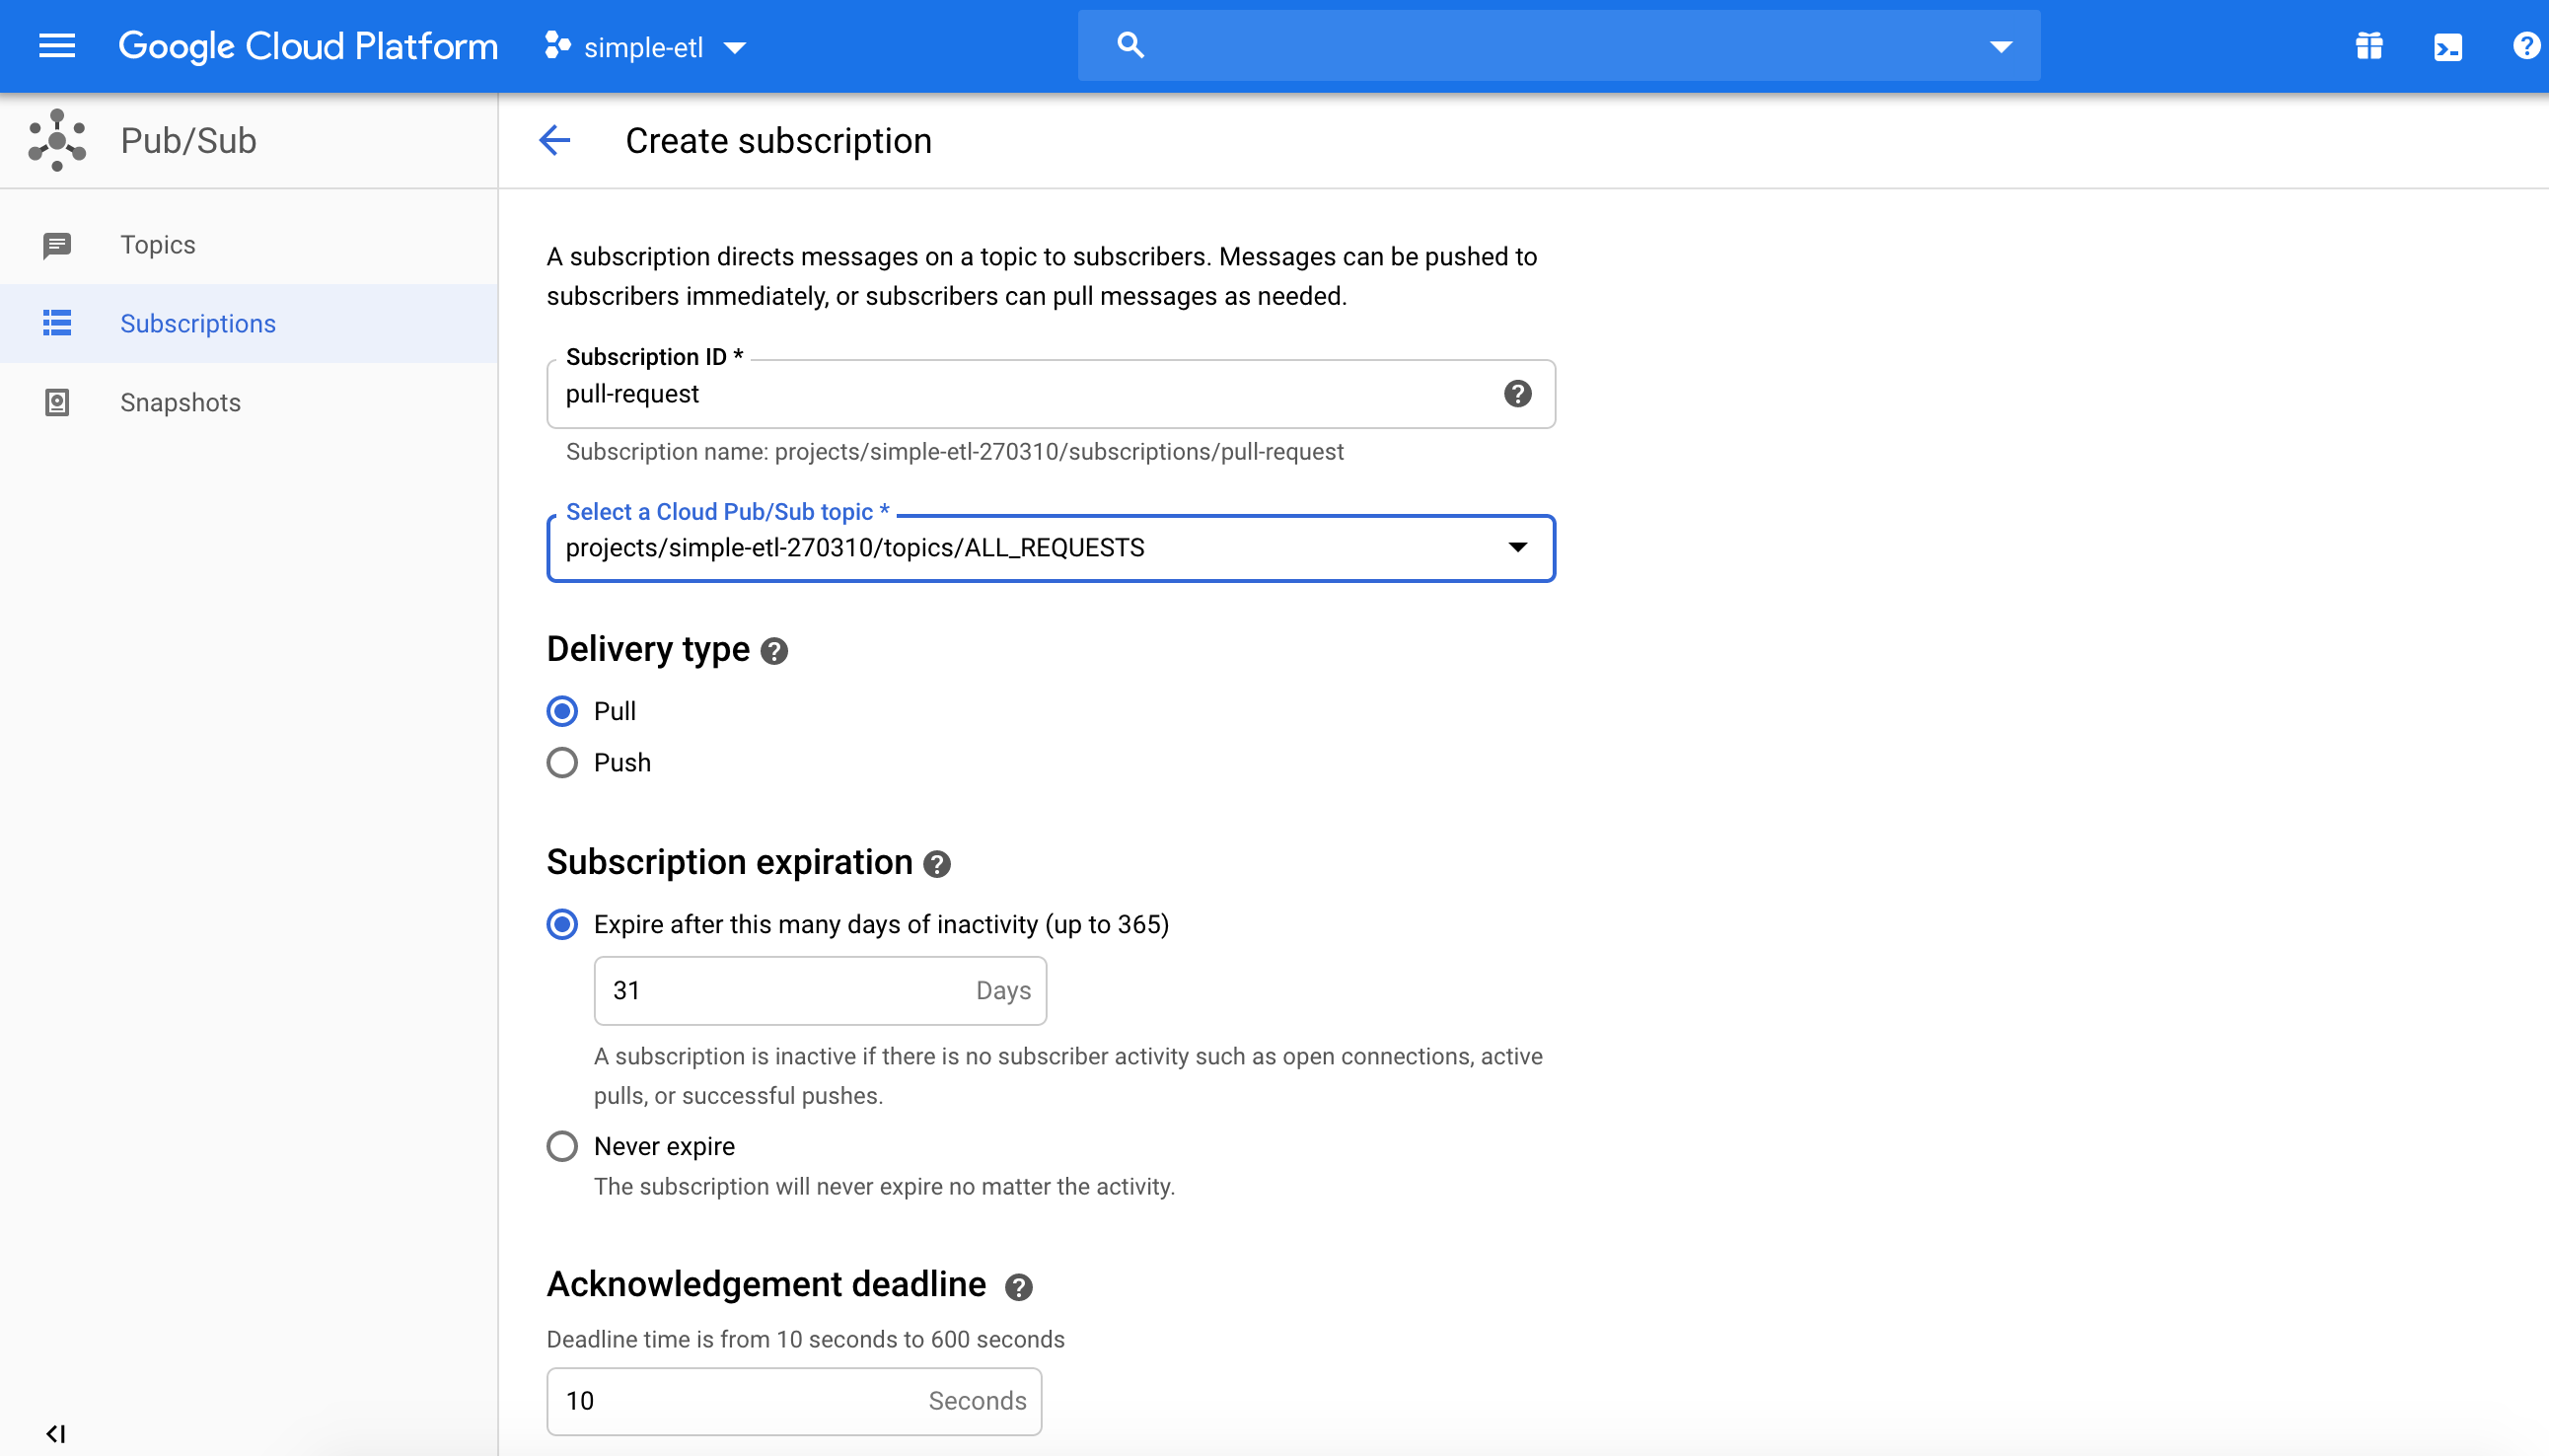 Google Cloud Platform
simple-etl
Pub/Sub
Create subscription
Topics
Subscriptions
Snapshots
A subscription directs messages on a topic to subscribers. Messages can be pushed to
subscribers immediately, or subscribers can pull messages as needed.
Subscription ID *
pull-request
Subscription name: projects/simple-etl-270310/subscriptions/pull-request
Select a Cloud Pub/Sub topic *
projects/simple-etl-270310/topics/ALL_REQUESTS
Delivery type
Pull
Push
Subscription expiration
Expire after this many days of inactivity (up to 365)
31 Days
A subscription is inactive if there is no subscriber activity such as open connections, active
pulls, or successful pushes.
Never expire
The subscription will never expire no matter the activity.
Acknowledgement deadline
Deadline time is from 10 seconds to 600 seconds
10 Seconds